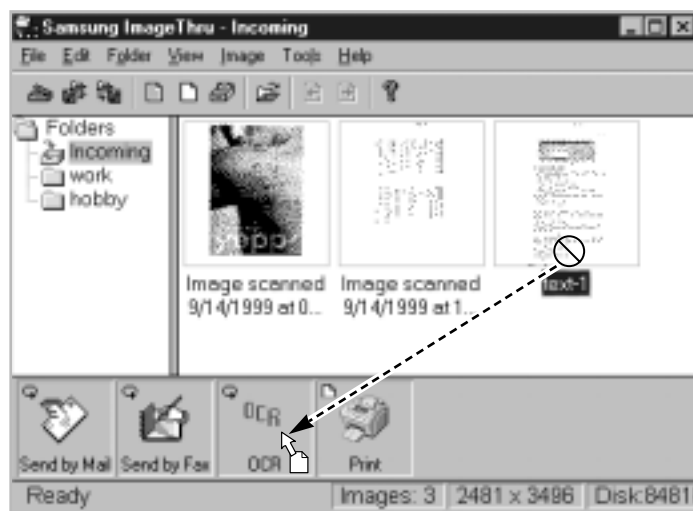 Samsung ImageThru - Incoming
File Edit Folder View Image Tools Help
Folders
Incoming
work
hobby
Image scanned
9/14/1999 at 0...
Image scanned
9/14/1999 at 1...
text-1
OCR
Send by Mail Send by Fax OCR Print
Ready Images: 3 2481 x 3496 Disk:8481